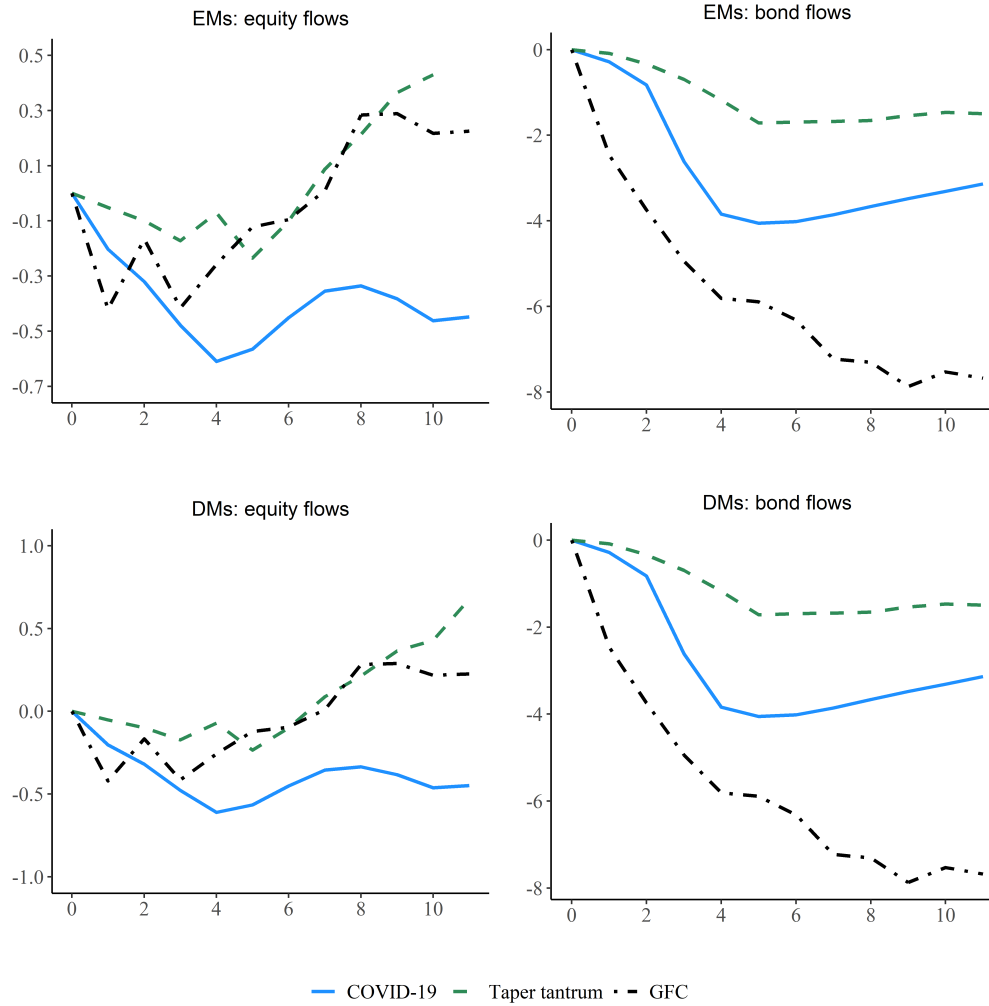 EMs: equity flows
0.5
0.3
0.1
-0.1
-0.3
-0.5
-0.7
0 2 4 6 8 10
EMs: bond flows
0
-2
-4
-6
-8
0 2 4 6 8 10
DMs: equity flows
1.0
0.5
0.0
-0.5
-1.0
0 2 4 6 8 10
DMs: bond flows
0
-2
-4
-6
-8
0 2 4 6 8 10
COVID-19 Taper tantrum GFC